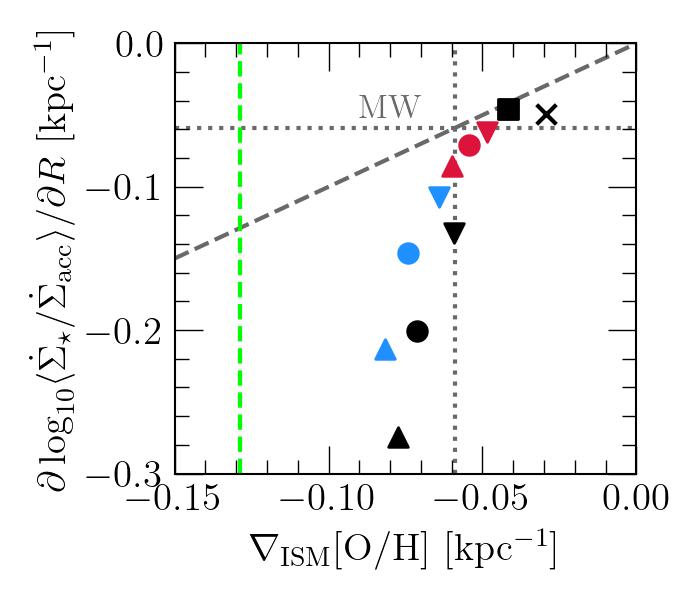 ∂ log₁₀⟨Σ̇⋆/Σ̇acc⟩/∂R [kpc⁻¹]
0.0
MW
−0.1
−0.2
−0.3
−0.15 −0.10 −0.05 0.00
∇ISM[O/H] [kpc⁻¹]